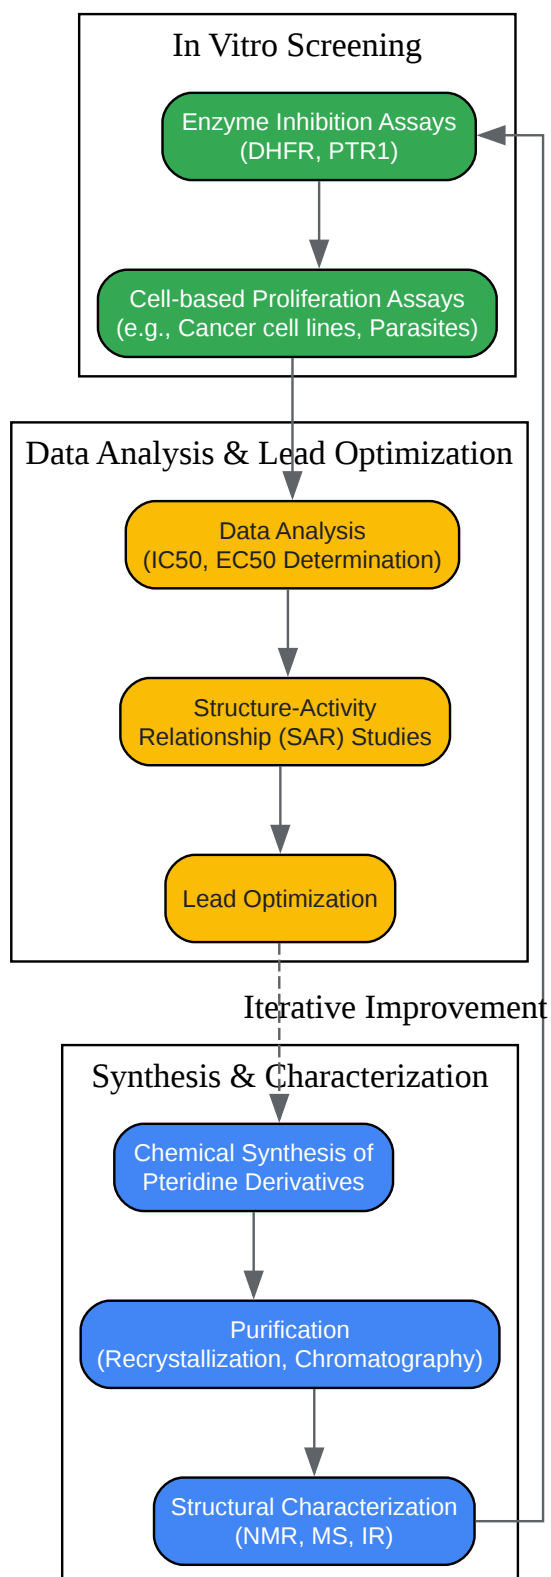 In Vitro Screening
Enzyme Inhibition Assays
(DHFR, PTR1)
Cell-based Proliferation Assays
(e.g., Cancer cell lines, Parasites)
Data Analysis & Lead Optimization
Data Analysis
(IC50, EC50 Determination)
Structure-Activity
Relationship (SAR) Studies
Lead Optimization
Iterative Improvement
Synthesis & Characterization
Chemical Synthesis of
Pteridine Derivatives
Purification
(Recrystallization, Chromatography)
Structural Characterization
(NMR, MS, IR)